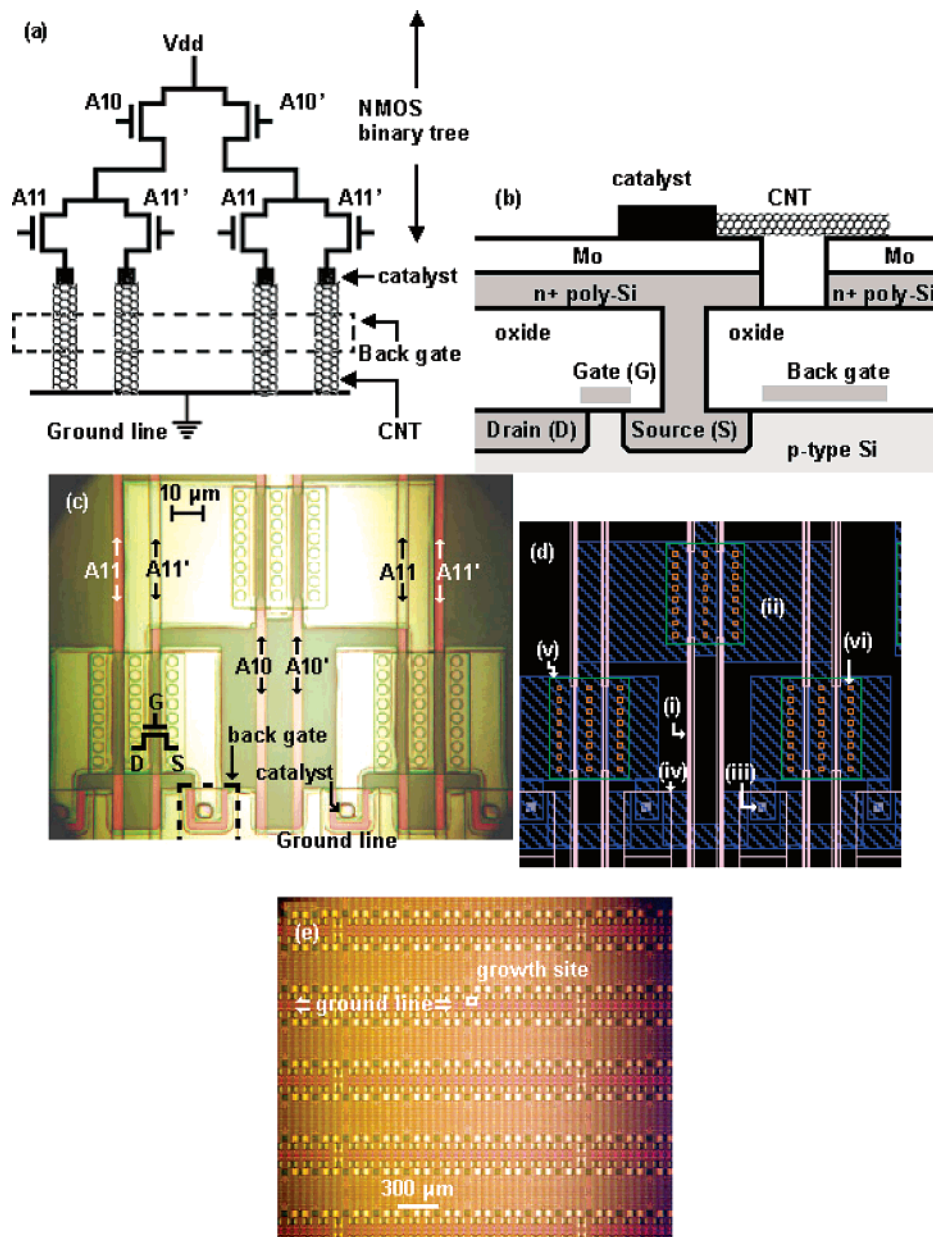 (a)
Vdd
A10 A10’
NMOS
binary tree
A11 A11’ A11 A11’
catalyst
Back gate
Ground line
CNT
(b)
catalyst
CNT
Mo Mo
n+ poly-Si n+ poly-Si
oxide oxide
Gate (G) Back gate
Drain (D) Source (S)
p-type Si
(c)
10 µm
A11 A11' A11 A11'
A10 A10'
G
D S
back gate
catalyst
Ground line
(d)
(ii)
(v) (vi)
(i)
(iv) (iii)
(e)
growth site
ground line
300 µm